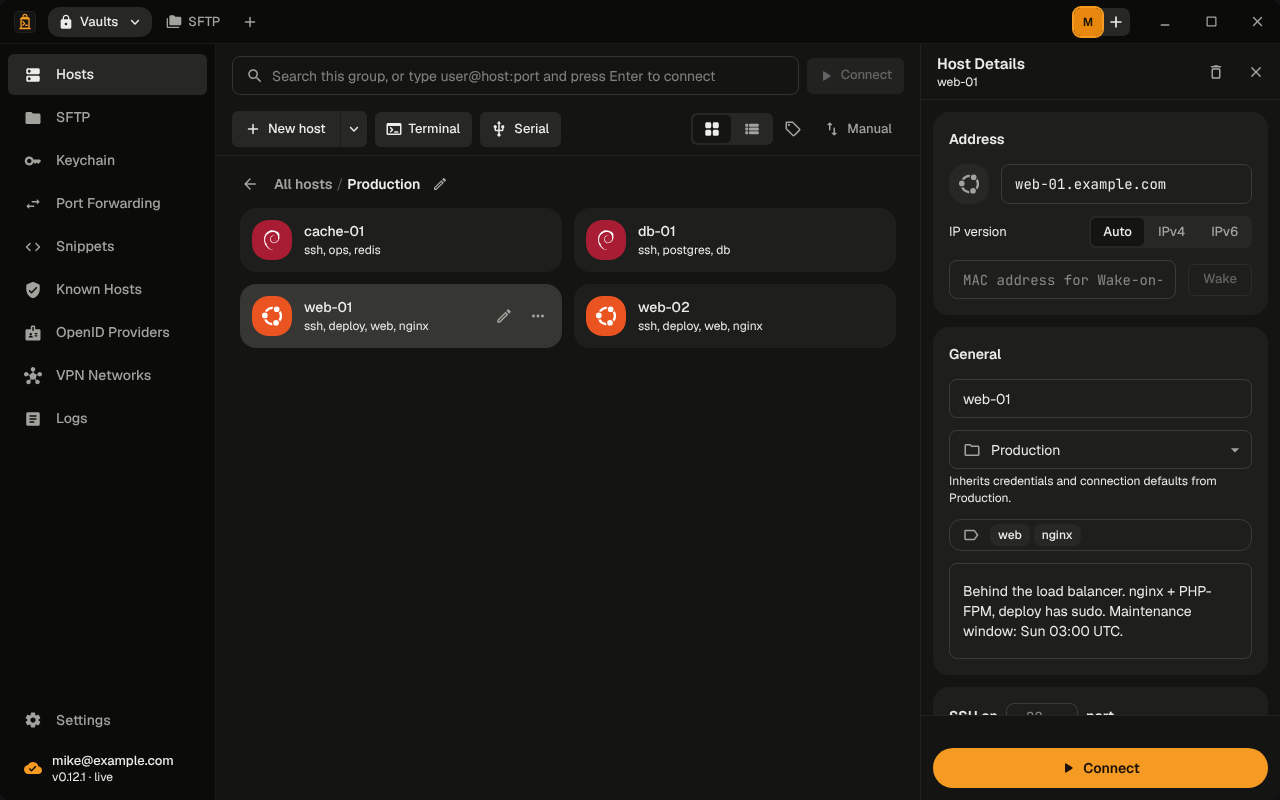 Vaults
SFTP
M
Hosts
SFTP
Keychain
Port Forwarding
Snippets
Known Hosts
OpenID Providers
VPN Networks
Logs
Settings
mike@example.com
v0.12.1 · live
Search this group, or type user@host:port and press Enter to connect
Connect
New host
Terminal
Serial
Manual
All hosts / Production
cache-01
ssh, ops, redis
db-01
ssh, postgres, db
web-01
ssh, deploy, web, nginx
web-02
ssh, deploy, web, nginx
Host Details
web-01
Address
web-01.example.com
IP version
Auto
IPv4
IPv6
MAC address for Wake-on-
Wake
General
web-01
Production
Inherits credentials and connection defaults from
Production.
web
nginx
Behind the load balancer. nginx + PHP-
FPM, deploy has sudo. Maintenance
window: Sun 03:00 UTC.
SSH on
port
Connect